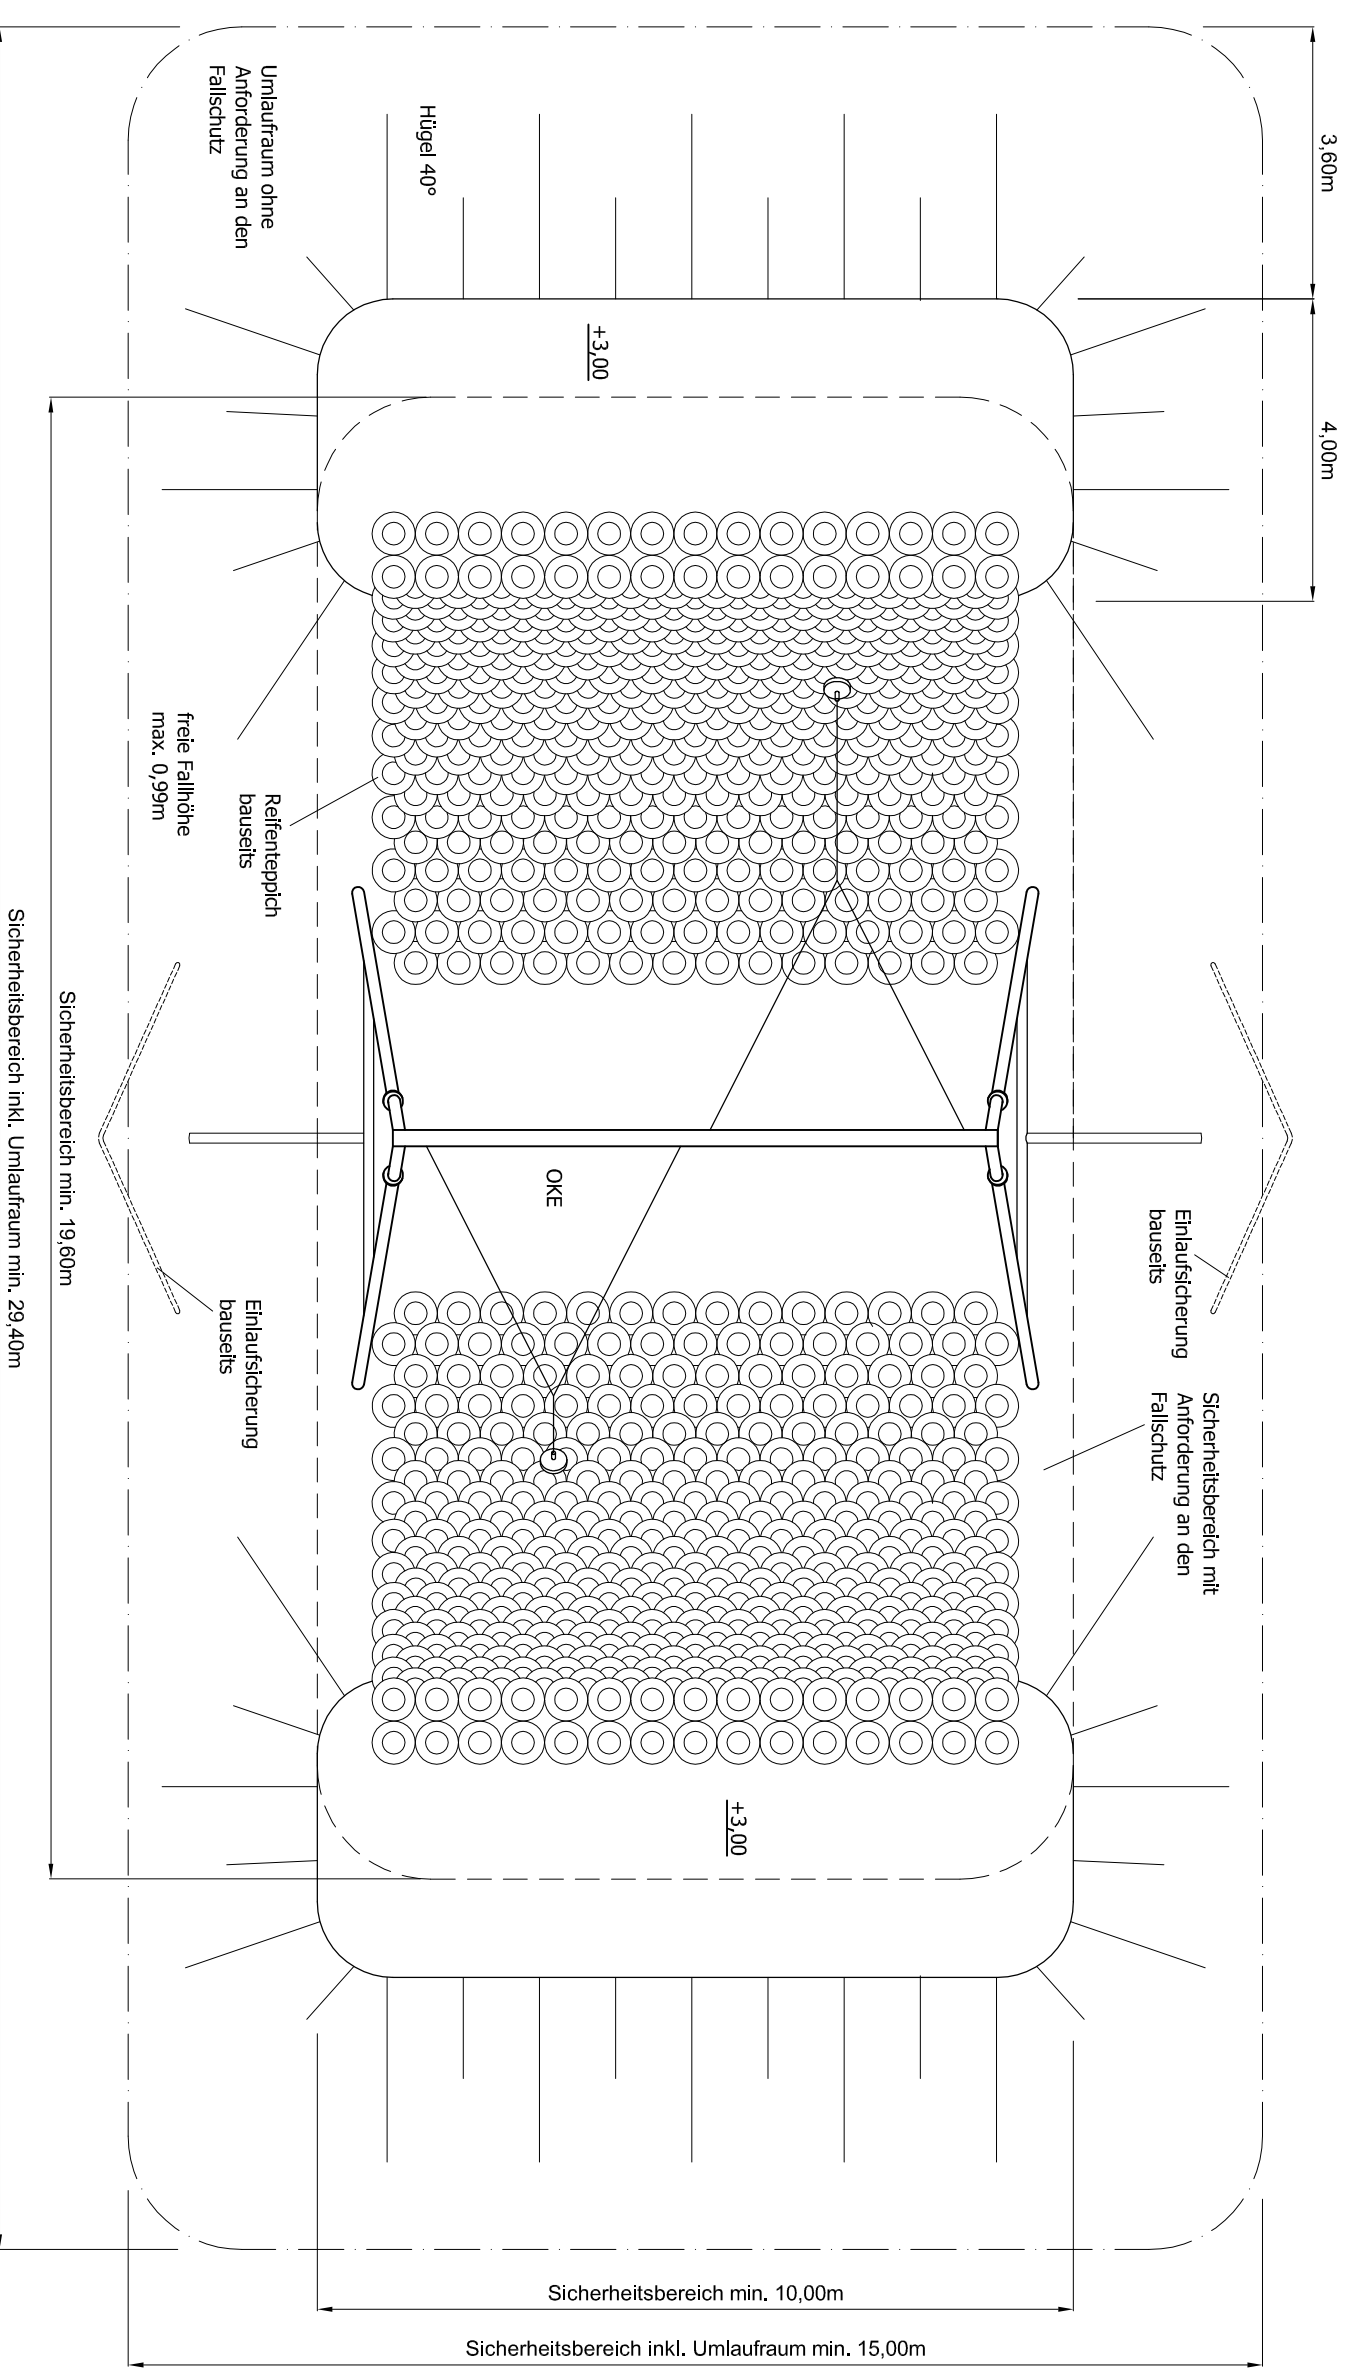 3,60m
4,00m
Umlaufraum ohne
Anforderung an den
Fallschutz
Hügel 40°
+3,00
freie Fallhöhe
max. 0,99m
Reifenteppich
bauseits
Sicherheitsbereich min. 19,60m
Sicherheitsbereich inkl. Umlaufraum min. 29,40m
OKE
Einlaufsicherung
bauseits
Einlaufsicherung
bauseits
Sicherheitsbereich mit
Anforderung an den
Fallschutz
+3,00
Sicherheitsbereich min. 10,00m
Sicherheitsbereich inkl. Umlaufraum min. 15,00m